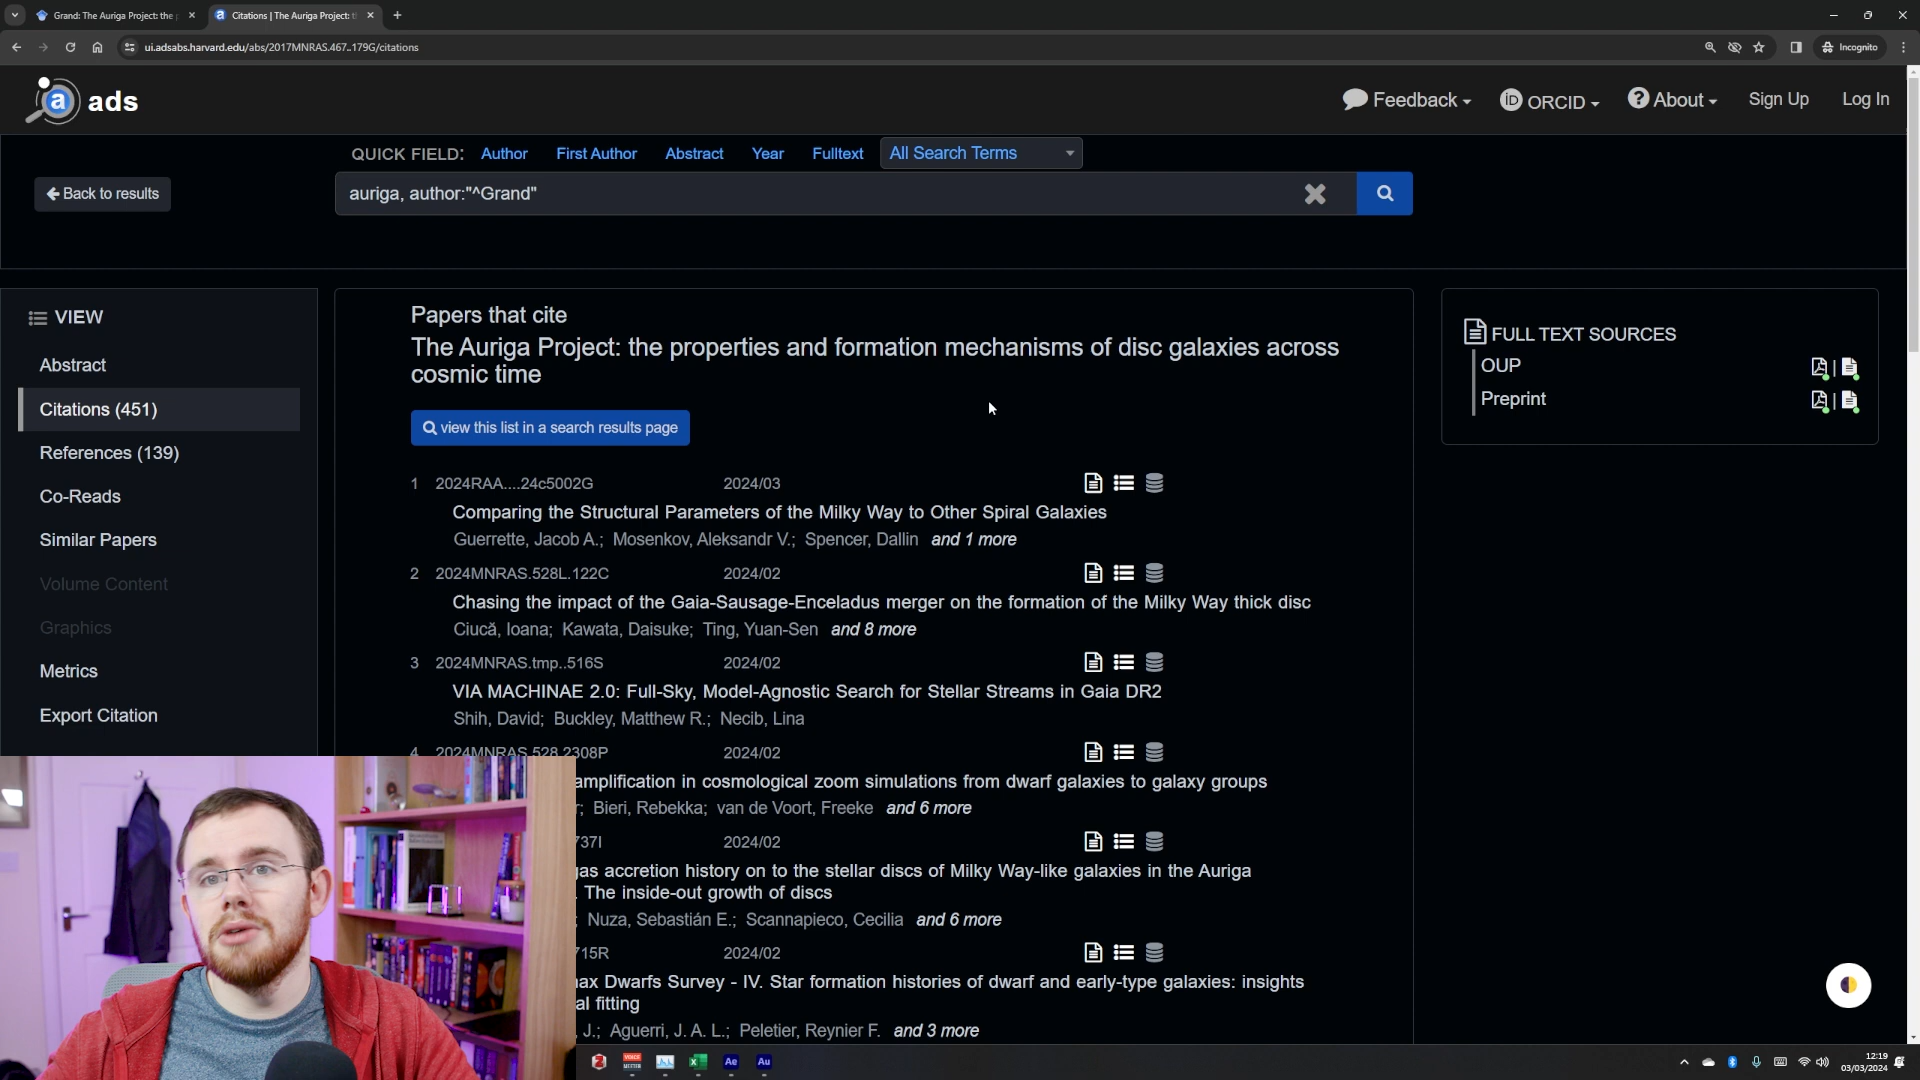 Grand: The Auriga Project: the
Citations | The Auriga Project: t
ui.adsabs.harvard.edu/abs/2017MNRAS.467..179G/citations
Incognito
a ads
Feedback
iD ORCID
About
Sign Up
Log In
QUICK FIELD: Author First Author Abstract Year Fulltext All Search Terms
Back to results
auriga, author:"^Grand"
VIEW
Abstract
Citations (451)
References (139)
Co-Reads
Similar Papers
Volume Content
Graphics
Metrics
Export Citation
Papers that cite
The Auriga Project: the properties and formation mechanisms of disc galaxies across
cosmic time
view this list in a search results page
1 2024RAA....24c5002G 2024/03
Comparing the Structural Parameters of the Milky Way to Other Spiral Galaxies
Guerrette, Jacob A.; Mosenkov, Aleksandr V.; Spencer, Dallin and 1 more
2 2024MNRAS.528L.122C 2024/02
Chasing the impact of the Gaia-Sausage-Enceladus merger on the formation of the Milky Way thick disc
Ciucă, Ioana; Kawata, Daisuke; Ting, Yuan-Sen and 8 more
3 2024MNRAS.tmp..516S 2024/02
VIA MACHINAE 2.0: Full-Sky, Model-Agnostic Search for Stellar Streams in Gaia DR2
Shih, David; Buckley, Matthew R.; Necib, Lina
4 2024MNRAS.528.2308P 2024/02
amplification in cosmological zoom simulations from dwarf galaxies to galaxy groups
r; Bieri, Rebekka; van de Voort, Freeke and 6 more
737I 2024/02
gas accretion history on to the stellar discs of Milky Way-like galaxies in the Auriga
. The inside-out growth of discs
; Nuza, Sebastián E.; Scannapieco, Cecilia and 6 more
715R 2024/02
ax Dwarfs Survey - IV. Star formation histories of dwarf and early-type galaxies: insights
al fitting
, J.; Aguerri, J. A. L.; Peletier, Reynier F. and 3 more
FULL TEXT SOURCES
OUP
Preprint
Ae
Au
12:19
03/03/2024